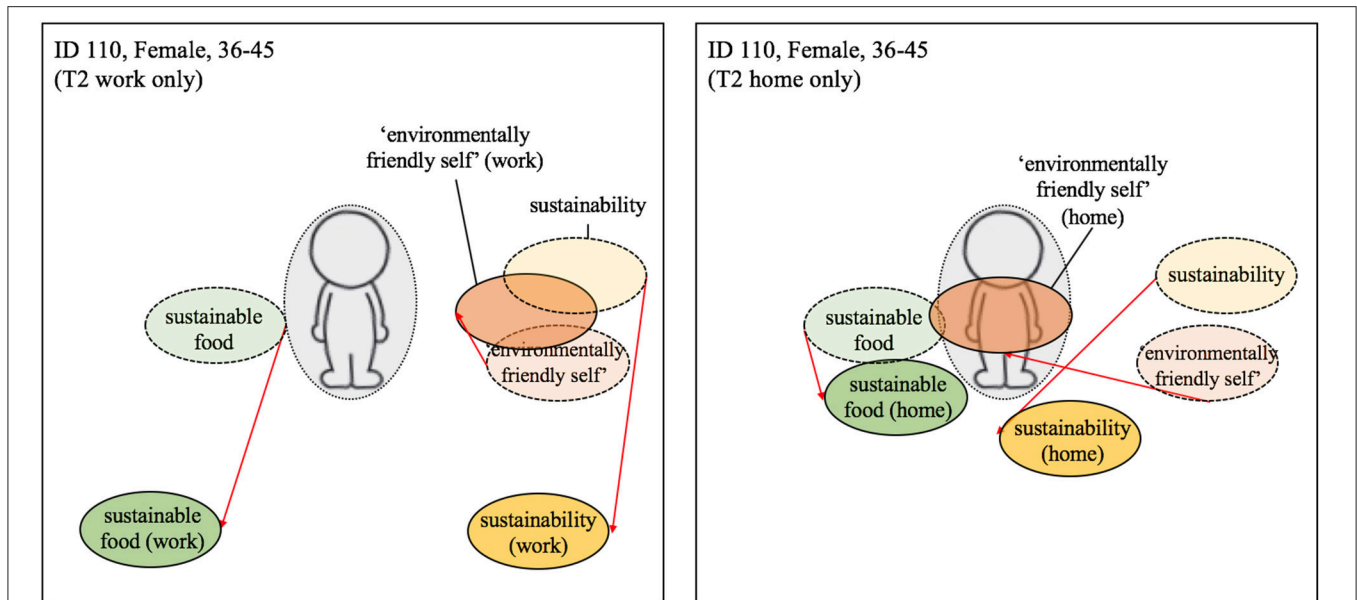 ID 110, Female, 36-45
(T2 work only)
‘environmentally
friendly self’ (work)
sustainability
sustainable
food
‘environmentally
friendly self’
sustainable
food (work)
sustainability
(work)
ID 110, Female, 36-45
(T2 home only)
‘environmentally
friendly self’
(home)
sustainability
sustainable
food
‘environmentally
friendly self’
sustainable
food (home)
sustainability
(home)